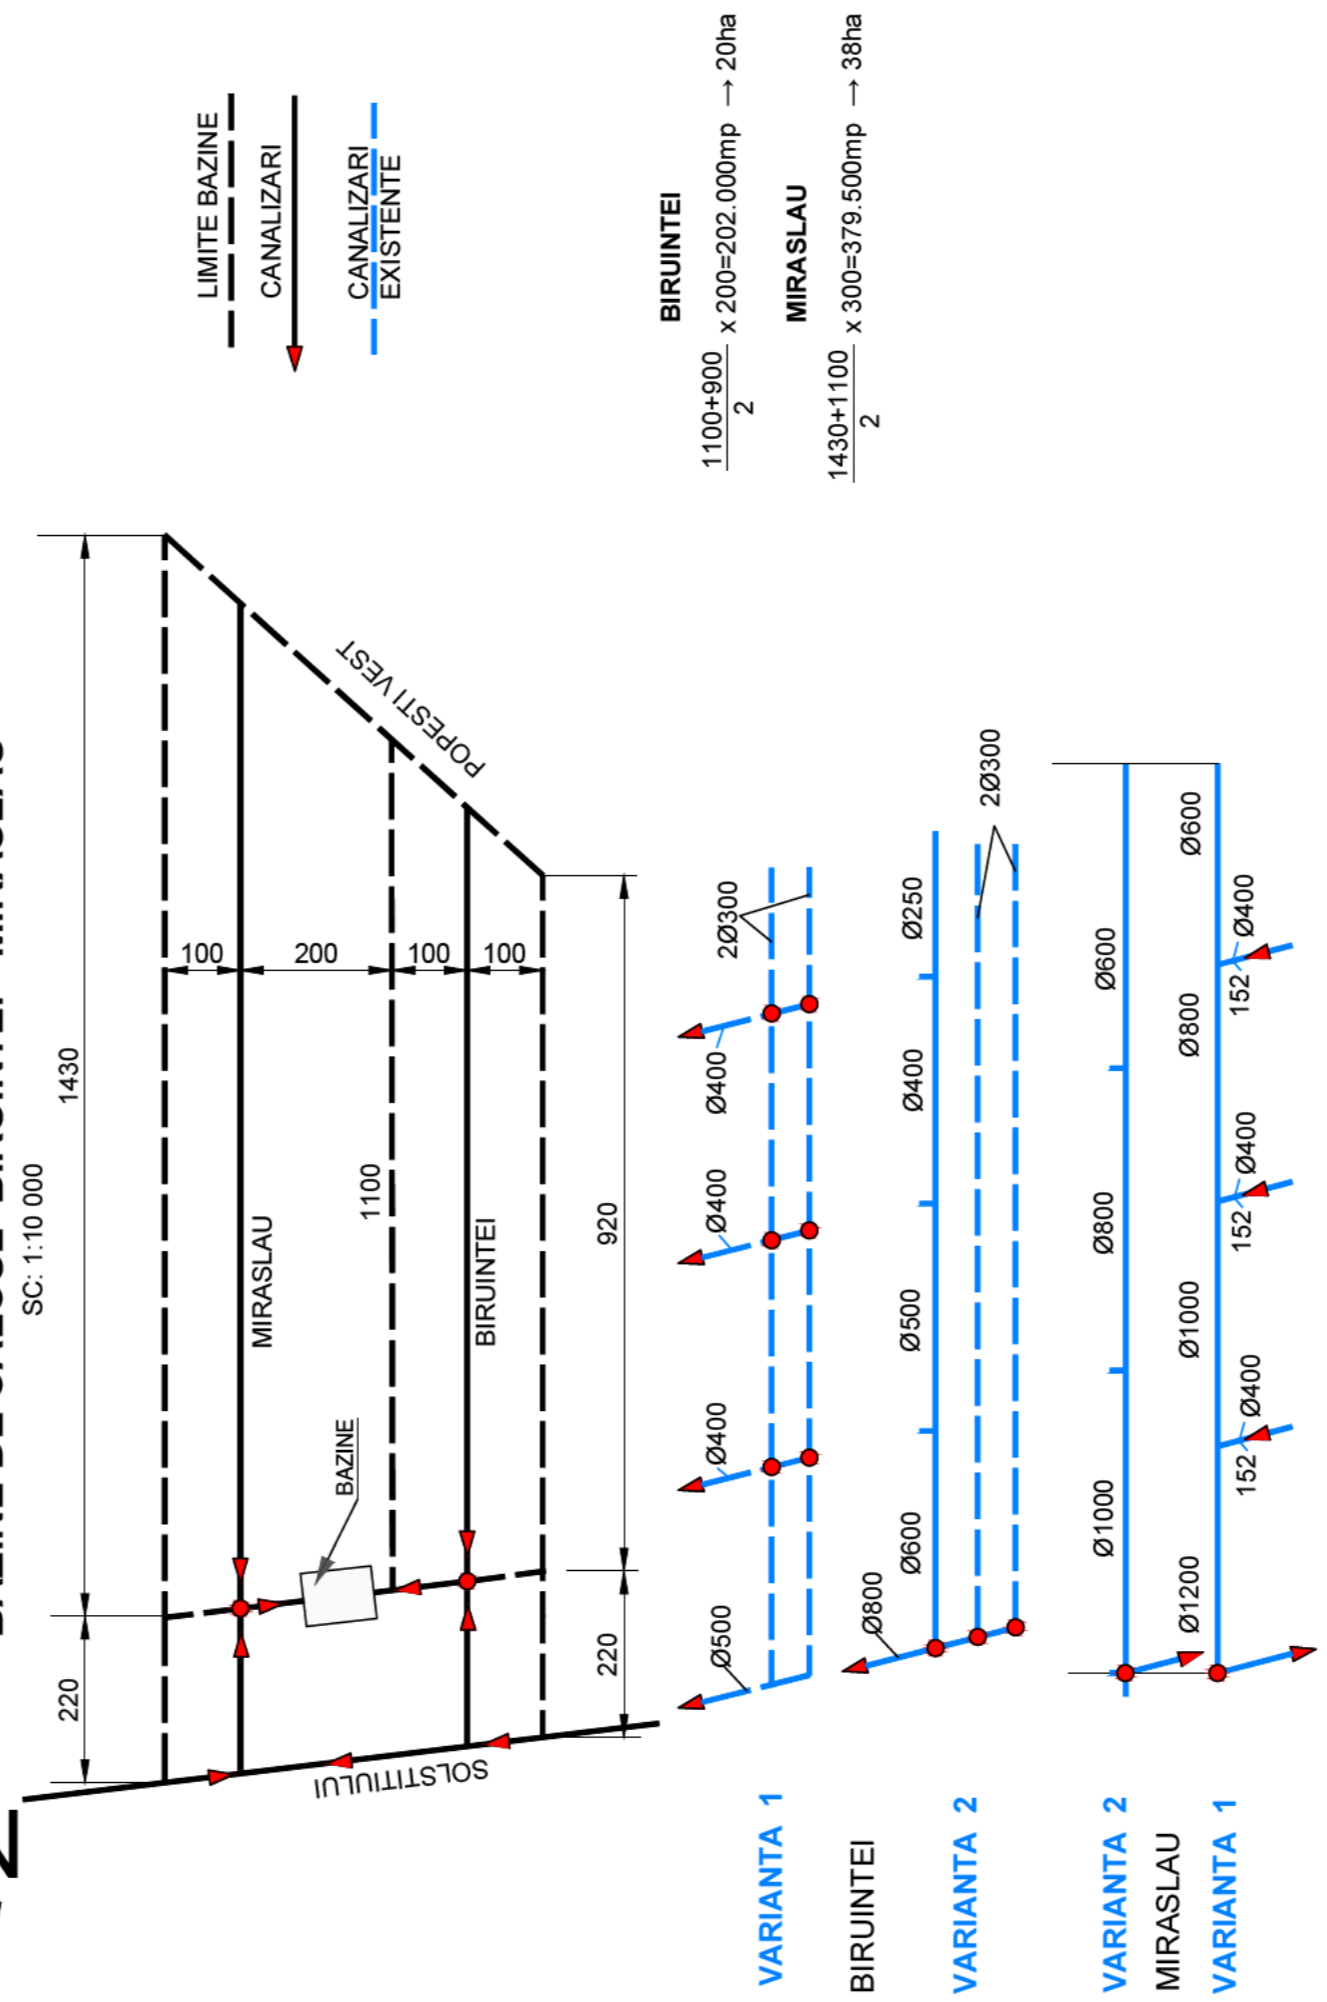 SC: 1:10 000
1430
220
100
200
100
100
MIRASLAU
1100
BAZINE
BIRUINTEI
920
220
POPESTI VEST
SOLSTITIULUI
LIMITE BAZINE
CANALIZARI
CANALIZARI
EXISTENTE
BIRUINTEI
1100+900
2
x 200=202.000mp → 20ha
MIRASLAU
1430+1100
2
x 300=379.500mp → 38ha
VARIANTA 1
Ø500
Ø400
Ø400
Ø400
2Ø300
BIRUINTEI
VARIANTA 2
Ø800
Ø600
Ø500
Ø400
Ø250
2Ø300
VARIANTA 2
Ø1000
Ø800
Ø600
MIRASLAU
VARIANTA 1
Ø1200
Ø1000
Ø800
Ø600
152
Ø400
152
Ø400
152
Ø400